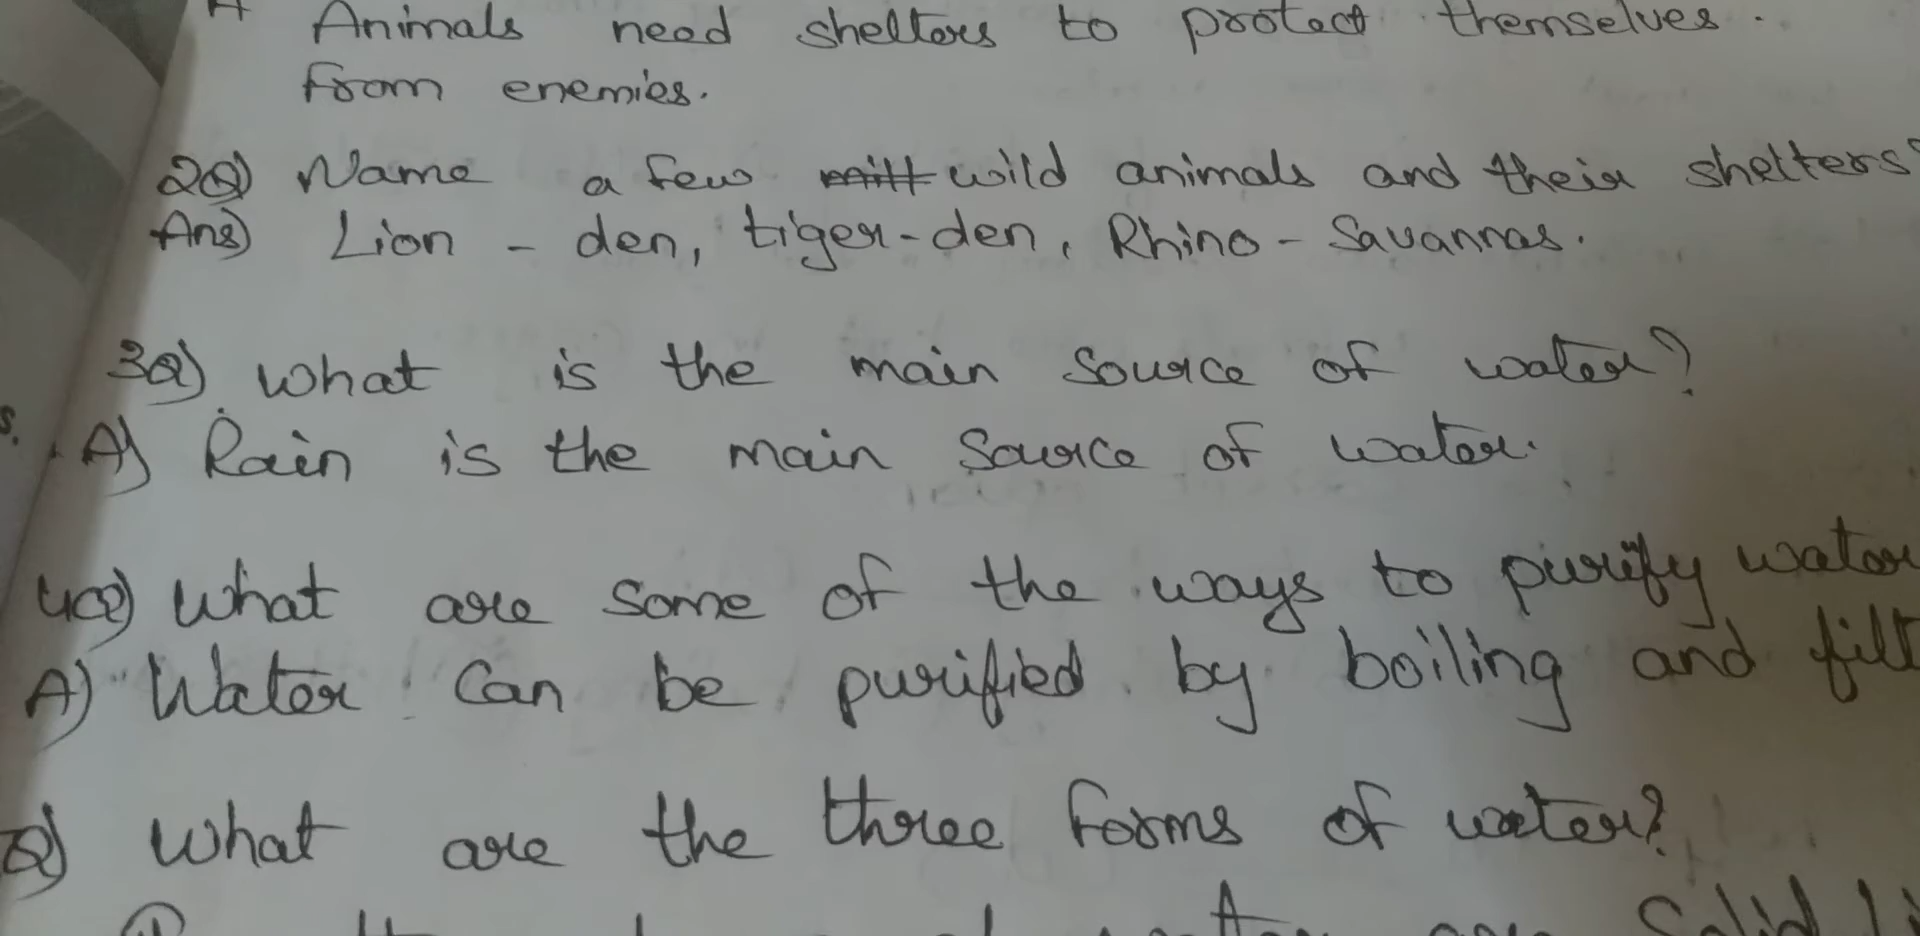 A Animals need shelters to protect themselves.
from enemies.
2Q) Name a few wild animals and their shelters?
Ans) Lion - den, tiger-den, Rhino - Savannas.
3Q) What is the main source of water?
s.
A) Rain is the main source of water.
4Q) What are some of the ways to purify water
A) Water can be purified by boiling and filt
Q) What are the three forms of water?
Solid